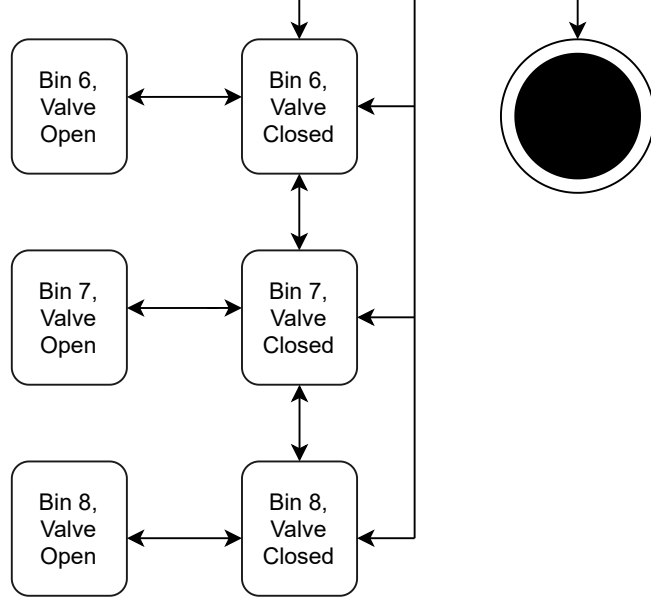 Bin 6,
Valve
Open
Bin 6,
Valve
Closed
Bin 7,
Valve
Open
Bin 7,
Valve
Closed
Bin 8,
Valve
Open
Bin 8,
Valve
Closed